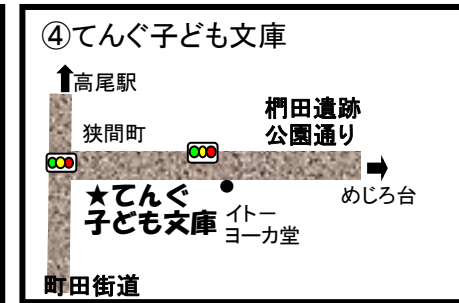 ④てんぐ子ども文庫
高尾駅
狭間町
椚田遺跡
公園通り
めじろ台
★てんぐ
子ども文庫
イトー
ヨーカ堂
町田街道